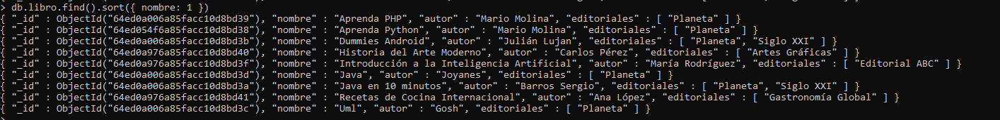 > db.libro.find().sort({ nombre: 1 })
{ "_id" : ObjectId("64ed0a006a85facc10d8bd39"), "nombre" : "Aprenda PHP", "autor" : "Mario Molina", "editoriales" : [ "Planeta" ] }
{ "_id" : ObjectId("64ed054f6a85facc10d8bd38"), "nombre" : "Aprenda Python", "autor" : "Mario Molina", "editoriales" : [ "Planeta" ] }
{ "_id" : ObjectId("64ed0a006a85facc10d8bd3b"), "nombre" : "Dummies Android", "autor" : "Julián Lujan", "editoriales" : [ "Planeta", "Siglo XXI" ] }
{ "_id" : ObjectId("64ed0a976a85facc10d8bd40"), "nombre" : "Historia del Arte Moderno", "autor" : "Carlos Pérez", "editoriales" : [ "Artes Gráficas" ] }
{ "_id" : ObjectId("64ed0a976a85facc10d8bd3f"), "nombre" : "Introducción a la Inteligencia Artificial", "autor" : "María Rodríguez", "editoriales" : [ "Editorial ABC" ] }
{ "_id" : ObjectId("64ed0a006a85facc10d8bd3d"), "nombre" : "Java", "autor" : "Joyanes", "editoriales" : [ "Planeta" ] }
{ "_id" : ObjectId("64ed0a006a85facc10d8bd3a"), "nombre" : "Java en 10 minutos", "autor" : "Barros Sergio", "editoriales" : [ "Planeta", "Siglo XXI" ] }
{ "_id" : ObjectId("64ed0a976a85facc10d8bd41"), "nombre" : "Recetas de Cocina Internacional", "autor" : "Ana López", "editoriales" : [ "Gastronomía Global" ] }
{ "_id" : ObjectId("64ed0a006a85facc10d8bd3c"), "nombre" : "Uml", "autor" : "Gosh", "editoriales" : [ "Planeta" ] }